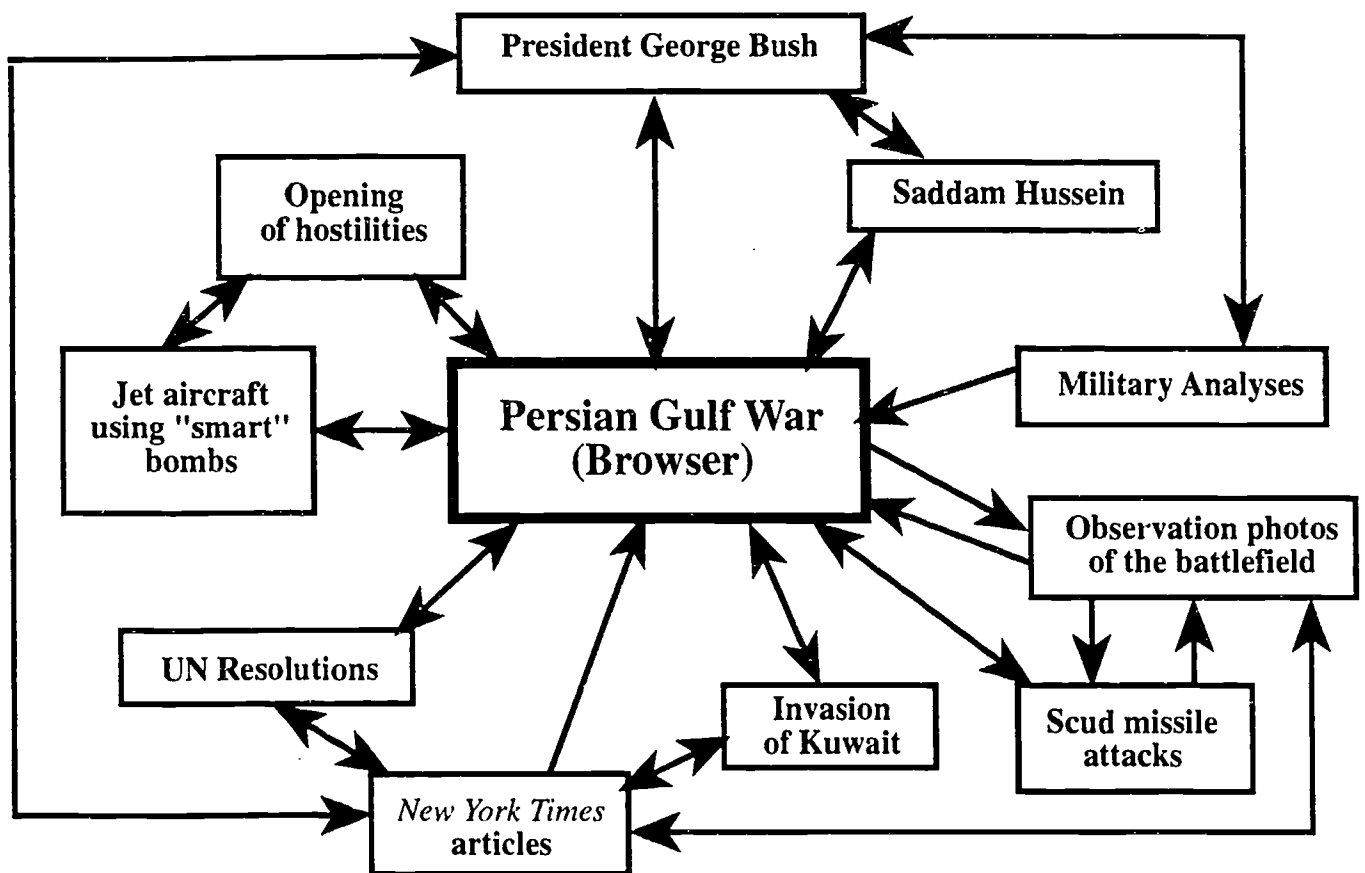 President George Bush
Opening
of hostilities
Saddam Hussein
Jet aircraft
using "smart"
bombs
Persian Gulf War
(Browser)
Military Analyses
Observation photos
of the battlefield
UN Resolutions
Invasion
of Kuwait
Scud missile
attacks
New York Times
articles